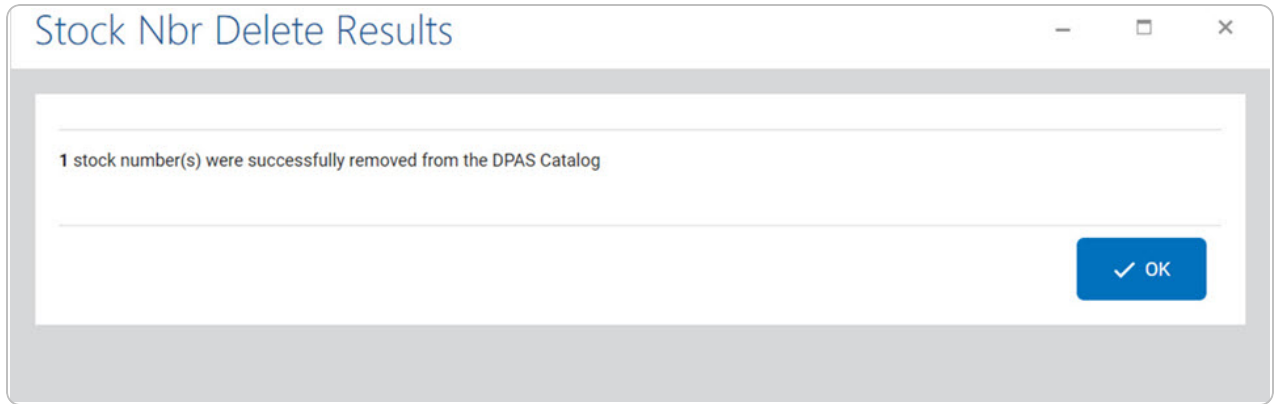 Stock Nbr Delete Results
1 stock number(s) were successfully removed from the DPAS Catalog
OK